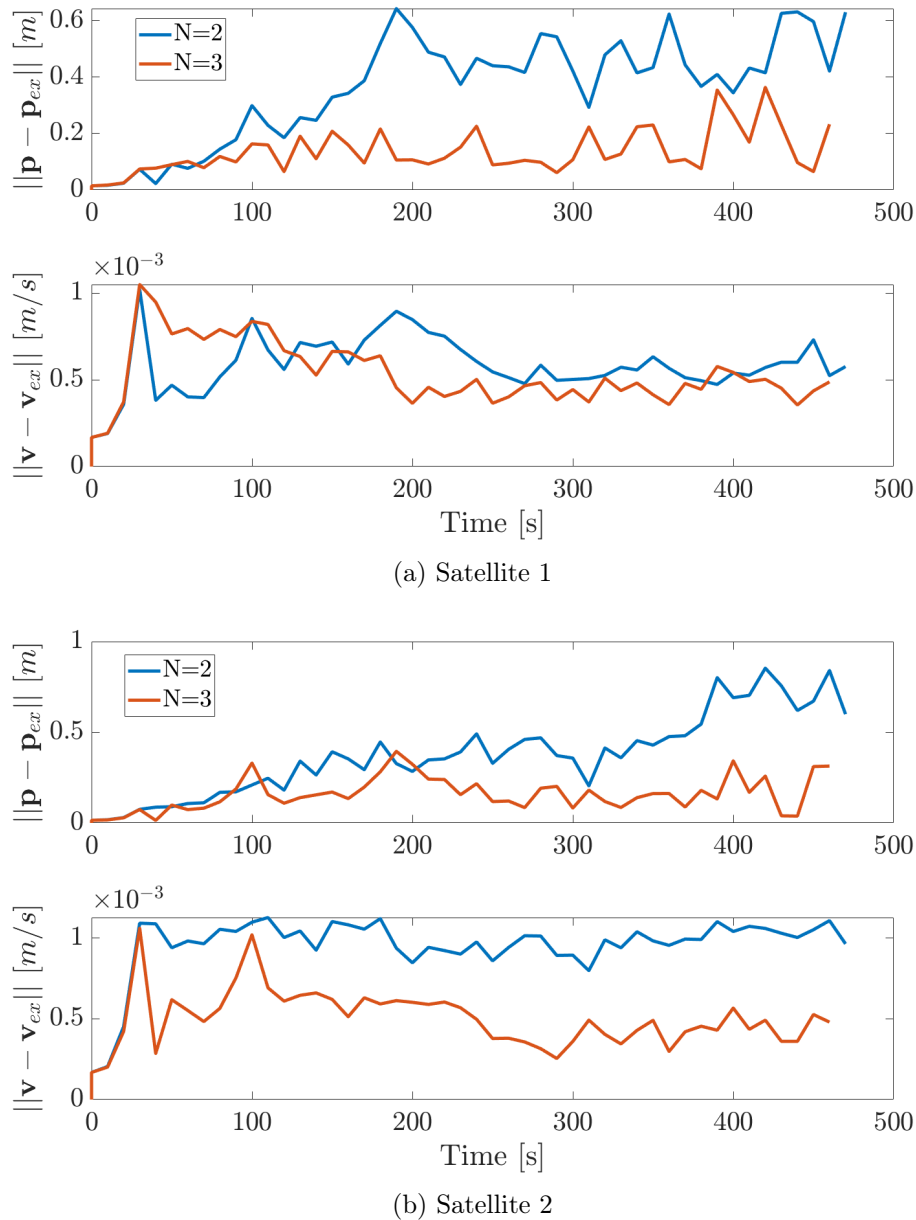 ||p − p_ex|| [m]
0.6
0.4
0.2
0
N=2
N=3
0 100 200 300 400 500
×10⁻³
||v − v_ex|| [m/s]
1
0.5
0
0 100 200 300 400 500
Time [s]
(a) Satellite 1
||p − p_ex|| [m]
1
0.5
0
N=2
N=3
0 100 200 300 400 500
×10⁻³
||v − v_ex|| [m/s]
1
0.5
0
0 100 200 300 400 500
Time [s]
(b) Satellite 2